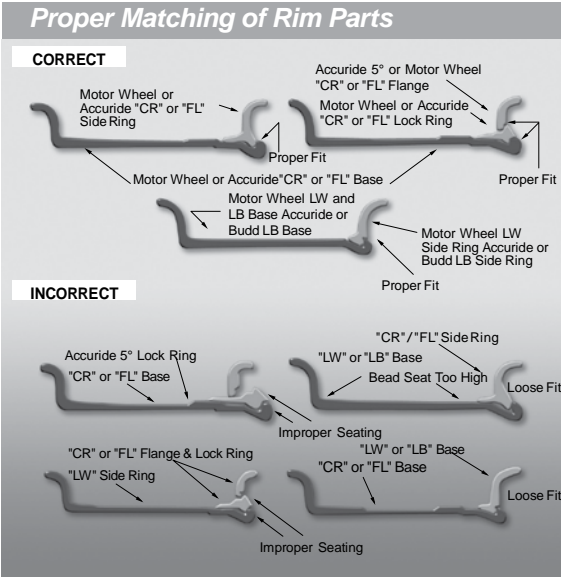 Proper Matching of Rim Parts
CORRECT
Motor Wheel or
Accuride "CR" or "FL"
Side Ring
Proper Fit
Accuride 5° or Motor Wheel
"CR" or "FL" Flange
Motor Wheel or Accuride
"CR" or "FL" Lock Ring
Proper Fit
Motor Wheel or Accuride"CR" or "FL" Base
Motor Wheel LW and
LB Base Accuride or
Budd LB Base
Motor Wheel LW
Side Ring Accuride or
Budd LB Side Ring
Proper Fit
INCORRECT
Accuride 5° Lock Ring
"CR" or "FL" Base
Improper Seating
"CR"/"FL" Side Ring
"LW" or "LB" Base
Bead Seat Too High
Loose Fit
"CR" or "FL" Flange & Lock Ring
"LW" Side Ring
Improper Seating
"LW" or "LB" Base
"CR" or "FL" Base
Loose Fit